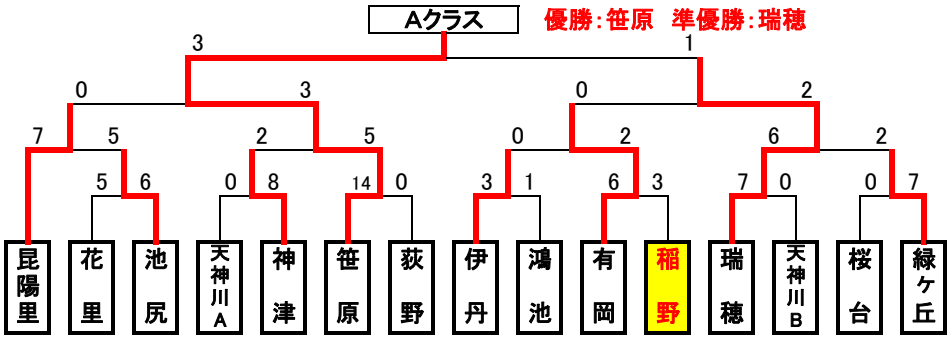 Aクラス
優勝：笹原　準優勝：瑞穂
3 1
0 3 0 2
7 5 2 5 0 2 6 2
5 6 0 8 14 0 3 1 6 3 7 0 0 7
昆陽里
花里
池尻
天神川A
神津
笹原
荻野
伊丹
鴻池
有岡
稲野
瑞穂
天神川B
桜台
緑ヶ丘